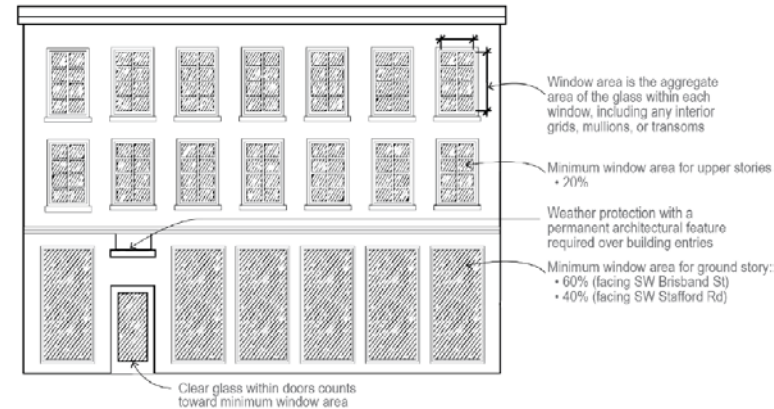 Window area is the aggregate
area of the glass within each
window, including any interior
grids, mullions, or transoms
Minimum window area for upper stories
• 20%
Weather protection with a
permanent architectural feature
required over building entries
Minimum window area for ground story::
• 60% (facing SW Brisband St)
• 40% (facing SW Stafford Rd)
Clear glass within doors counts
toward minimum window area